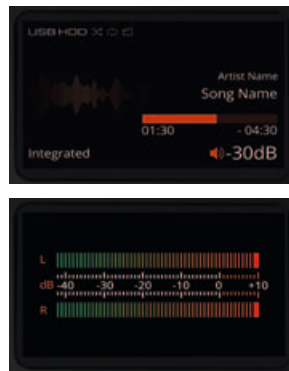 USB HDD
Artist Name
Song Name
01:30 - 04:30
Integrated -30dB
L
dB -40 -30 -20 -10 0 +10
R